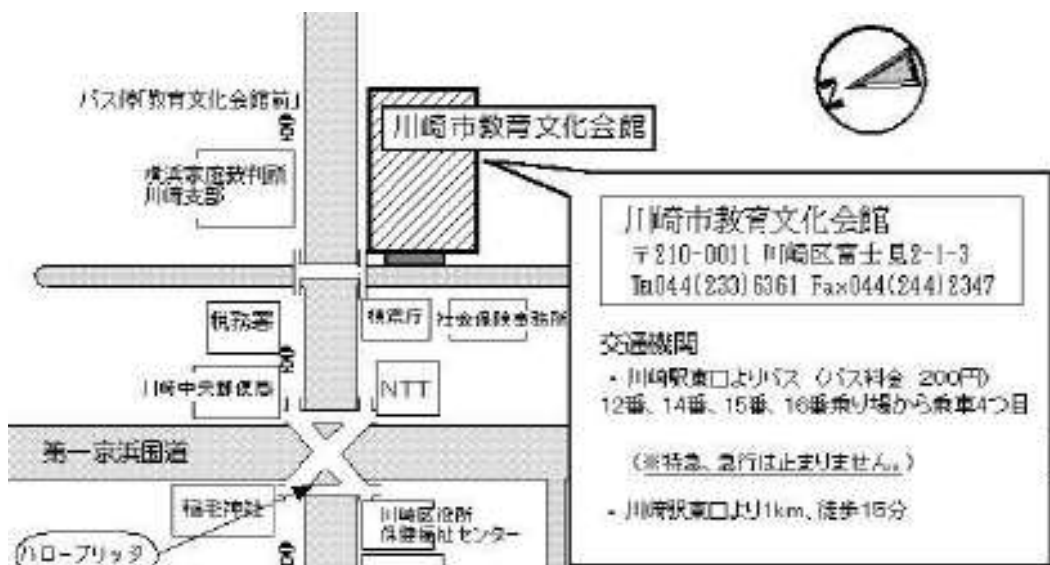 バス停「教育文化会館前」
川崎市教育文化会館
横浜家庭裁判所
川崎支部
川崎市教育文化会館
〒210-0011 川崎区富士見2-1-3
℡044(233)6361 Fax044(244)2347
税務署
検察庁
社会保険事務所
川崎中央郵便局
NTT
交通機関
・川崎駅東口よりバス (バス料金 200円)
12番、14番、15番、16番乗り場から乗車4つ目
(※特急、急行は止まりません。)
・川崎駅東口より1km、徒歩15分
第一京浜国道
稲毛神社
川崎区役所
保健福祉センター
ハローブリッヂ
N